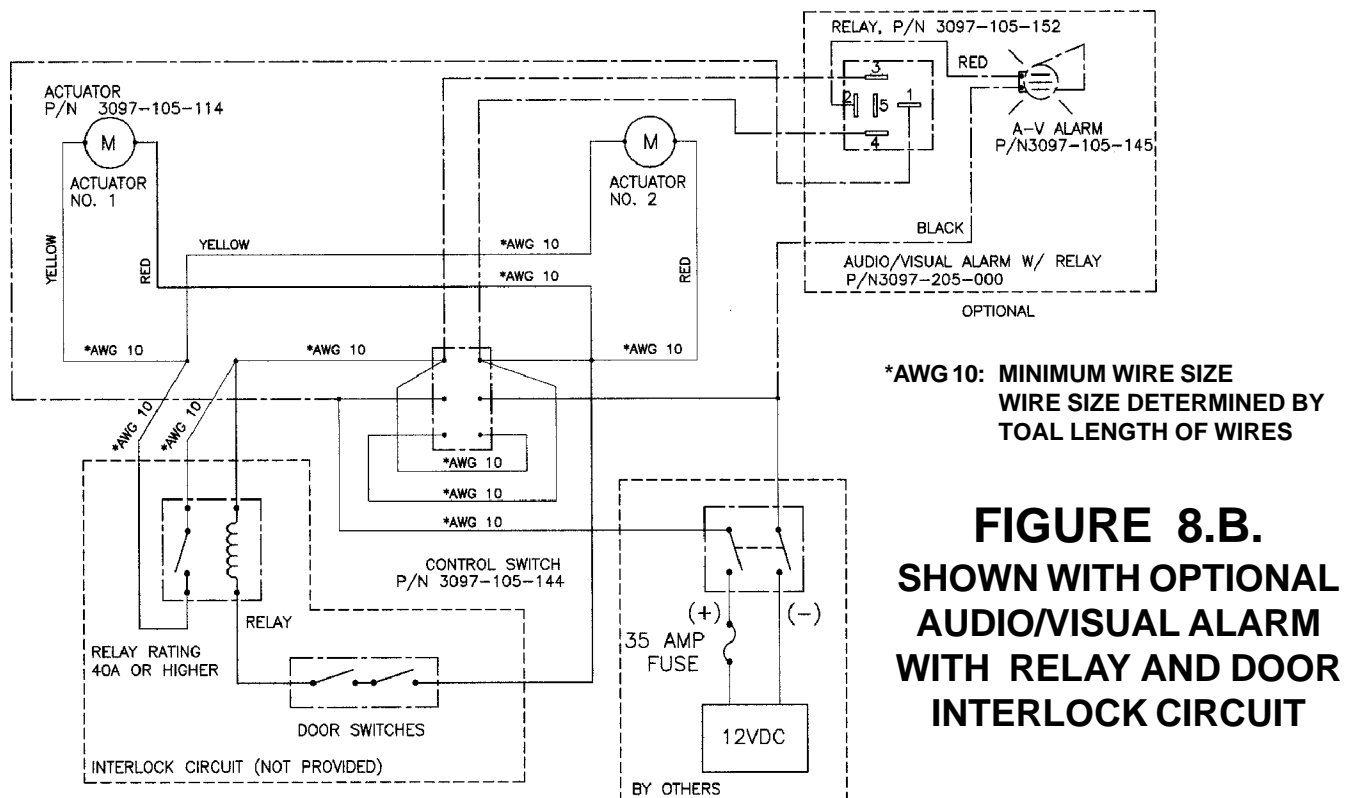 RELAY, P/N 3097-105-152
RED
3
2
5
1
4
A-V ALARM
P/N3097-105-145
BLACK
AUDIO/VISUAL ALARM W/ RELAY
P/N3097-205-000
OPTIONAL
ACTUATOR
P/N 3097-105-114
M
ACTUATOR
NO. 1
M
ACTUATOR
NO. 2
YELLOW
RED
YELLOW
*AWG 10
*AWG 10
RED
*AWG 10
*AWG 10
*AWG 10
*AWG 10
*AWG 10
*AWG 10
*AWG 10
*AWG 10
CONTROL SWITCH
P/N 3097-105-144
RELAY
RELAY RATING
40A OR HIGHER
DOOR SWITCHES
INTERLOCK CIRCUIT (NOT PROVIDED)
(+)
(-)
35 AMP
FUSE
12VDC
BY OTHERS
*AWG 10: MINIMUM WIRE SIZE
WIRE SIZE DETERMINED BY
TOAL LENGTH OF WIRES
FIGURE 8.B.
SHOWN WITH OPTIONAL
AUDIO/VISUAL ALARM
WITH RELAY AND DOOR
INTERLOCK CIRCUIT